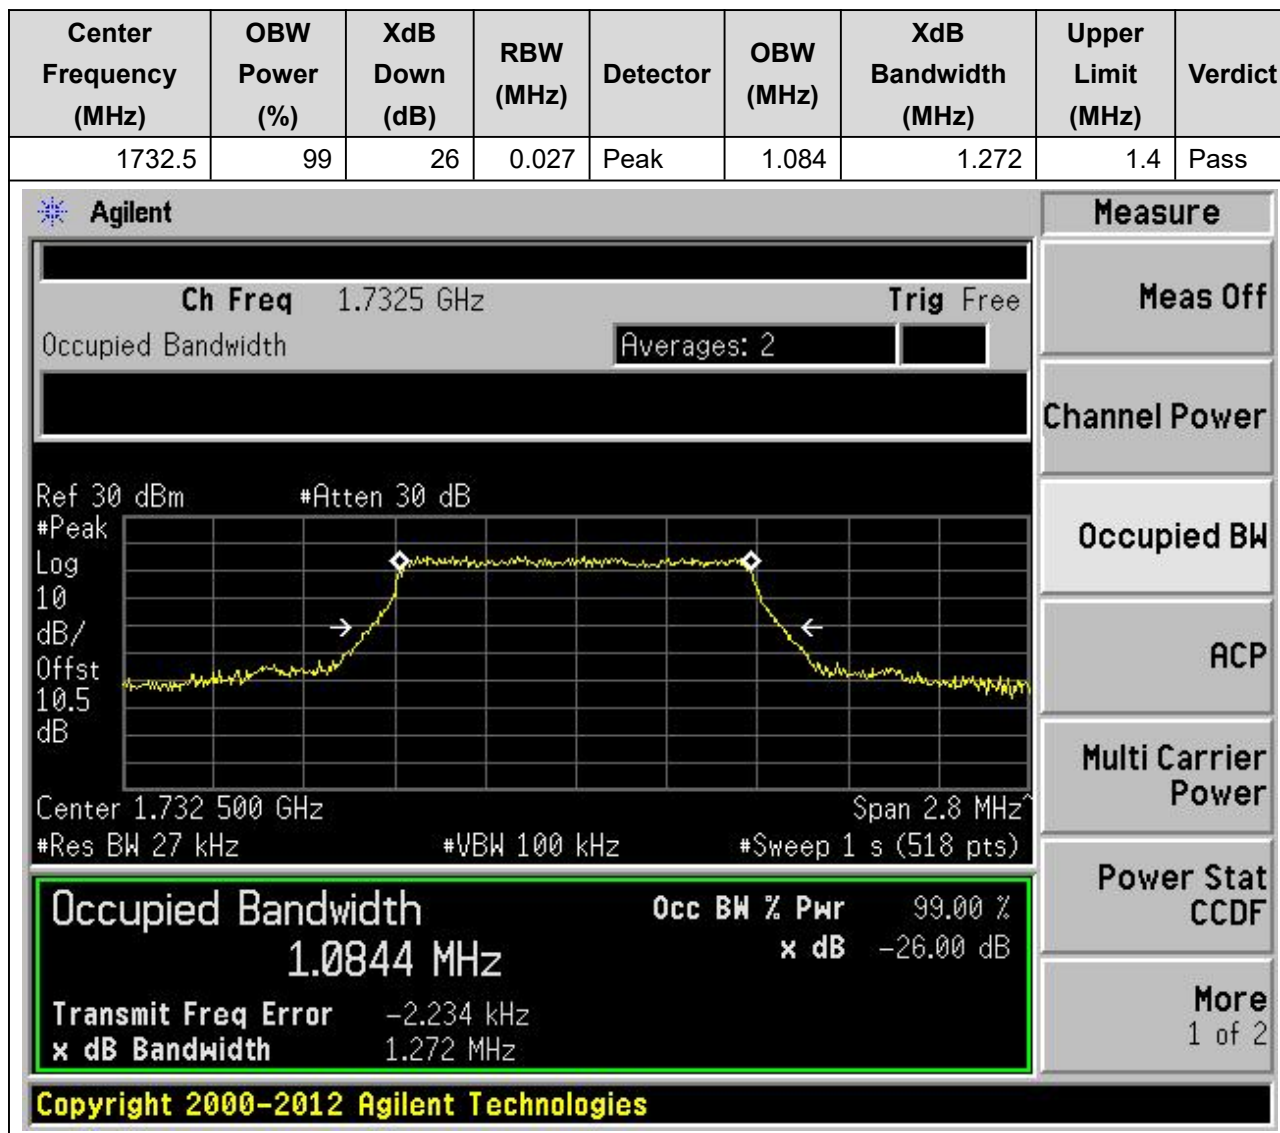 Center Frequency (MHz) OBW Power (%) XdB Down (dB) RBW (MHz) Detector OBW (MHz) XdB Bandwidth (MHz) Upper Limit (MHz) Verdict
1732.5 99 26 0.027 Peak 1.084 1.272 1.4 Pass
Agilent
Measure
Ch Freq 1.7325 GHz Trig Free
Meas Off
Occupied Bandwidth Averages: 2
Channel Power
Ref 30 dBm #Atten 30 dB
#Peak
Log
10
dB/
Offst
10.5
dB
Occupied BW
ACP
Multi Carrier
Power
Center 1.732 500 GHz Span 2.8 MHz^
#Res BW 27 kHz #VBW 100 kHz #Sweep 1 s (518 pts)
Power Stat
CCDF
Occupied Bandwidth Occ BW % Pwr 99.00 %
1.0844 MHz x dB -26.00 dB
Transmit Freq Error -2.234 kHz
x dB Bandwidth 1.272 MHz
More
1 of 2
Copyright 2000-2012 Agilent Technologies